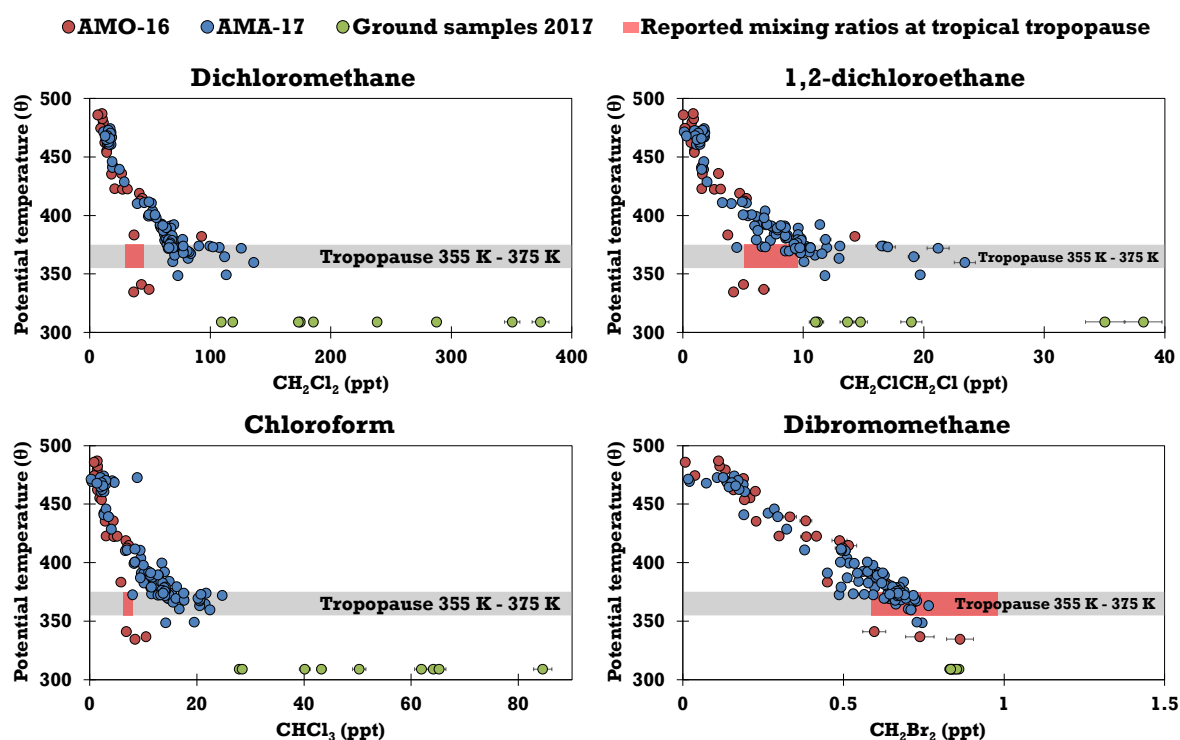 AMO-16 AMA-17 Ground samples 2017 Reported mixing ratios at tropical tropopause
Dichloromethane
Potential temperature (θ)
500
450
400
350
300
Tropopause 355 K - 375 K
0 100 200 300 400
CH₂Cl₂ (ppt)
1,2-dichloroethane
Potential temperature (θ)
500
450
400
350
300
Tropopause 355 K - 375 K
0 10 20 30 40
CH₂ClCH₂Cl (ppt)
Chloroform
Potential temperature (θ)
500
450
400
350
300
Tropopause 355 K - 375 K
0 20 40 60 80
CHCl₃ (ppt)
Dibromomethane
Potential temperature (θ)
500
450
400
350
300
Tropopause 355 K - 375 K
0 0.5 1 1.5
CH₂Br₂ (ppt)